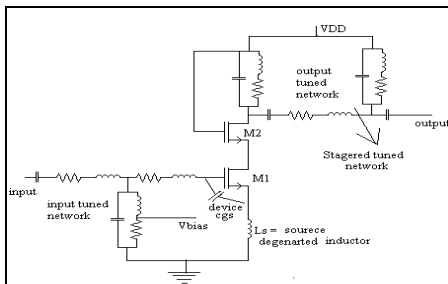 VDD
output
tuned
network
M2
output
Stagered tuned
network
M1
input
device
cgs
input tuned
network
Vbias
Ls= sourece
degenarted inductor